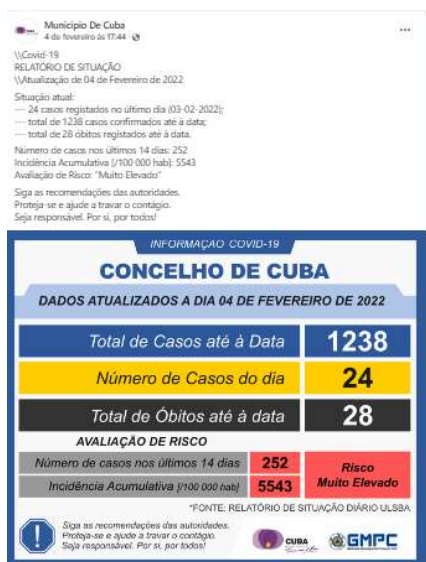 Município De Cuba
4 de fevereiro às 17:44 ·
\\Covid-19
RELATÓRIO DE SITUAÇÃO
\\Atualização de 04 de Fevereiro de 2022
Situação atual:
--- 24 casos registados no último dia (03-02-2022);
--- total de 1238 casos confirmados até à data;
--- total de 28 óbitos registados até à data.
Número de casos nos últimos 14 dias: 252
Incidência Acumulativa [/100 000 hab]: 5543
Avaliação de Risco: "Muito Elevado"
Siga as recomendações das autoridades.
Proteja-se e ajude a travar o contágio.
Seja responsável. Por si, por todos!
INFORMAÇÃO COVID-19
CONCELHO DE CUBA
DADOS ATUALIZADOS A DIA 04 DE FEVEREIRO DE 2022
Total de Casos até à Data 1238
Número de Casos do dia 24
Total de Óbitos até à data 28
AVALIAÇÃO DE RISCO
Número de casos nos últimos 14 dias 252
Incidência Acumulativa [/100 000 hab] 5543
Risco
Muito Elevado
*FONTE: RELATÓRIO DE SITUAÇÃO DIÁRIO ULSBA
Siga as recomendações das autoridades.
Proteja-se e ajude a travar o contágio.
Seja responsável. Por si, por todos!
CUBA
GMPC